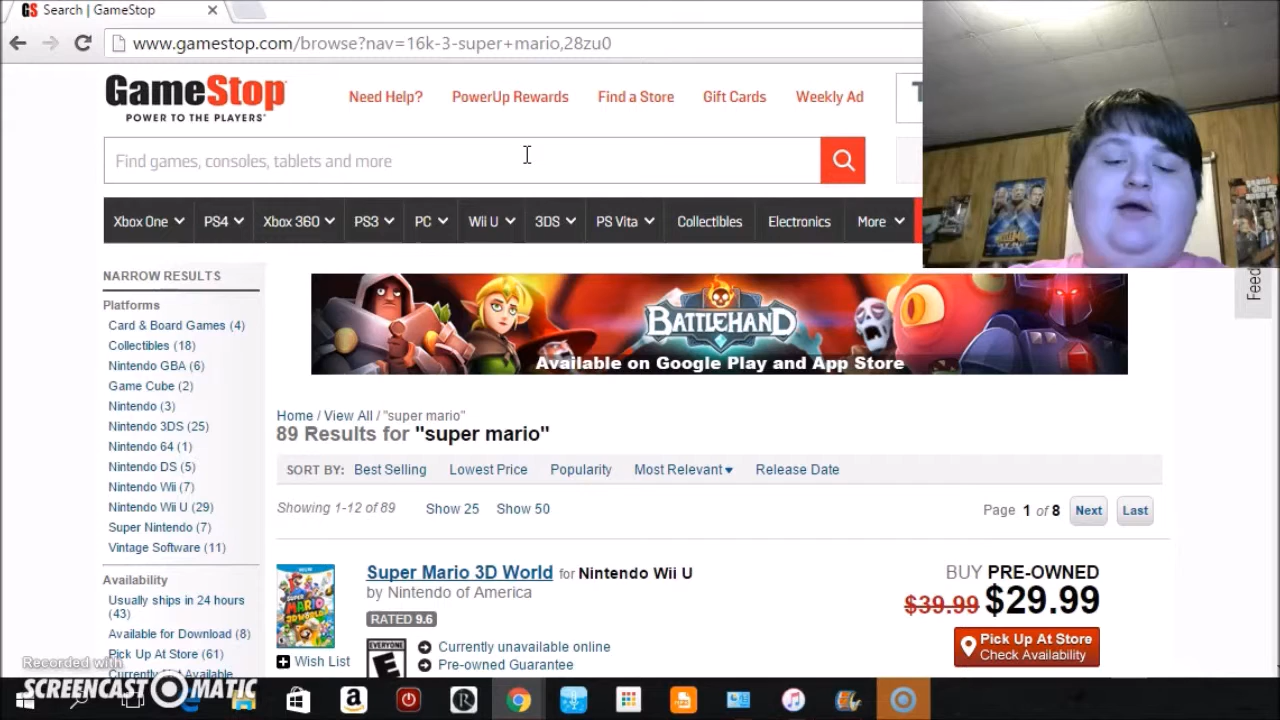 Search | GameStop
www.gamestop.com/browse?nav=16k-3-super+mario,28zu0
GameStop
POWER TO THE PLAYERS
Need Help? PowerUp Rewards Find a Store Gift Cards Weekly Ad
Find games, consoles, tablets and more
Xbox One PS4 Xbox 360 PS3 PC Wii U 3DS PS Vita Collectibles Electronics More
NARROW RESULTS
Platforms
Card & Board Games (4)
Collectibles (18)
Nintendo GBA (6)
Game Cube (2)
Nintendo (3)
Nintendo 3DS (25)
Nintendo 64 (1)
Nintendo DS (5)
Nintendo Wii (7)
Nintendo Wii U (29)
Super Nintendo (7)
Vintage Software (11)
Availability
Usually ships in 24 hours
(43)
Available for Download (8)
Pick Up At Store (61)
BATTLEHAND
Available on Google Play and App Store
Home / View All / "super mario"
89 Results for "super mario"
SORT BY: Best Selling Lowest Price Popularity Most Relevant Release Date
Showing 1-12 of 89 Show 25 Show 50
Page 1 of 8 Next Last
Super Mario 3D World for Nintendo Wii U
by Nintendo of America
RATED 9.6
EVERYONE
E
Currently unavailable online
Pre-owned Guarantee
Wish List
BUY PRE-OWNED
$39.99 $29.99
Pick Up At Store
Check Availability
Feed
Recorded with
SCREENCAST MATIC